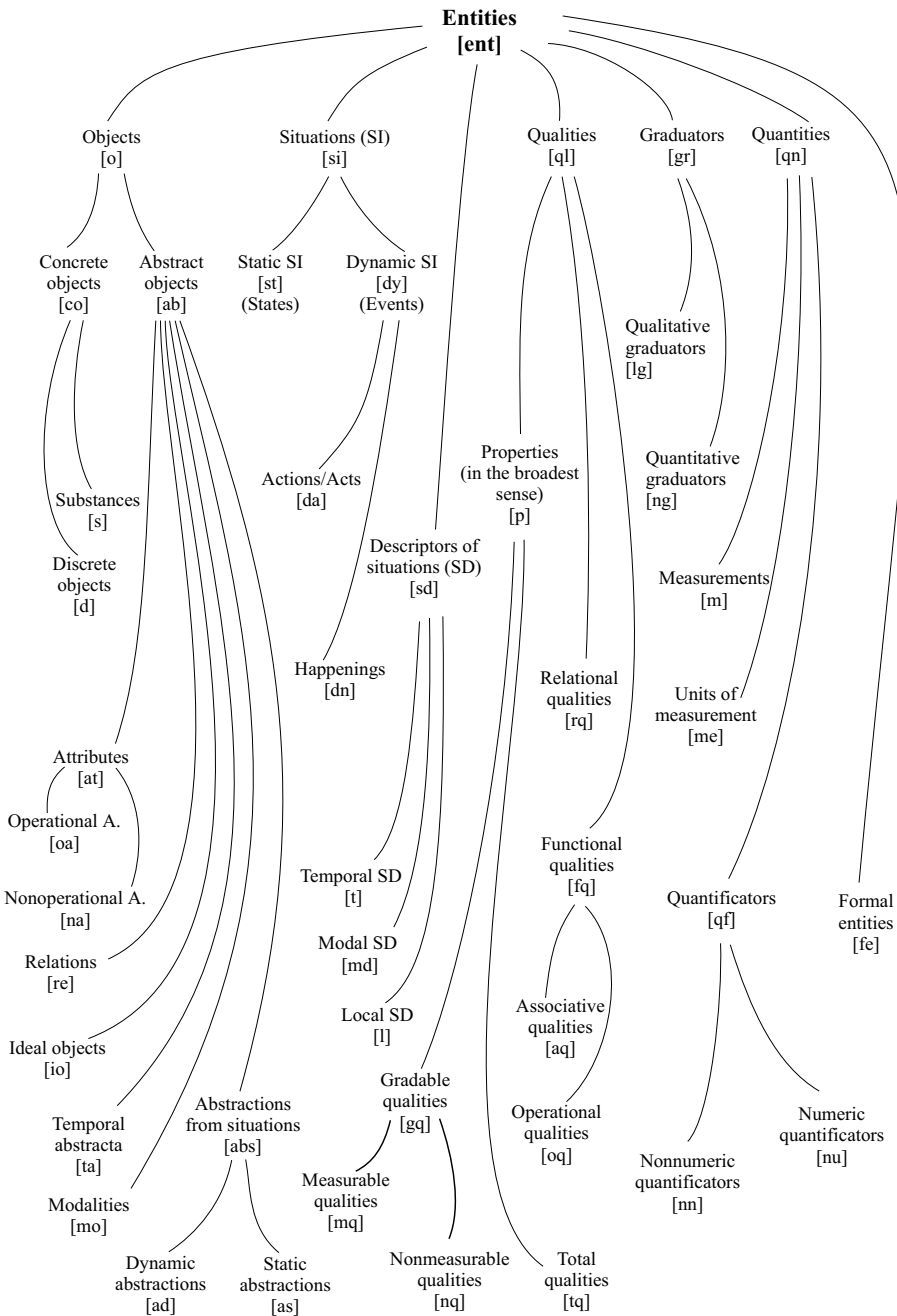 Entities
[ent]
Objects
[o]
Situations (SI)
[si]
Qualities
[ql]
Graduators
[gr]
Quantities
[qn]
Concrete
objects
[co]
Abstract
objects
[ab]
Static SI
[st]
(States)
Dynamic SI
[dy]
(Events)
Qualitative
graduators
[lg]
Properties
(in the broadest
sense)
[p]
Quantitative
graduators
[ng]
Actions/Acts
[da]
Substances
[s]
Descriptors of
situations (SD)
[sd]
Discrete
objects
[d]
Measurements
[m]
Happenings
[dn]
Relational
qualities
[rq]
Units of
measurement
[me]
Attributes
[at]
Operational A.
[oa]
Functional
qualities
[fq]
Temporal SD
[t]
Nonoperational A.
[na]
Quantificators
[qf]
Formal
entities
[fe]
Modal SD
[md]
Relations
[re]
Local SD
[l]
Associative
qualities
[aq]
Ideal objects
[io]
Gradable
qualities
[gq]
Abstractions
from situations
[abs]
Temporal
abstracta
[ta]
Operational
qualities
[oq]
Numeric
quantificators
[nu]
Nonnumeric
quantificators
[nn]
Measurable
qualities
[mq]
Modalities
[mo]
Dynamic
abstractions
[ad]
Static
abstractions
[as]
Nonmeasurable
qualities
[nq]
Total
qualities
[tq]